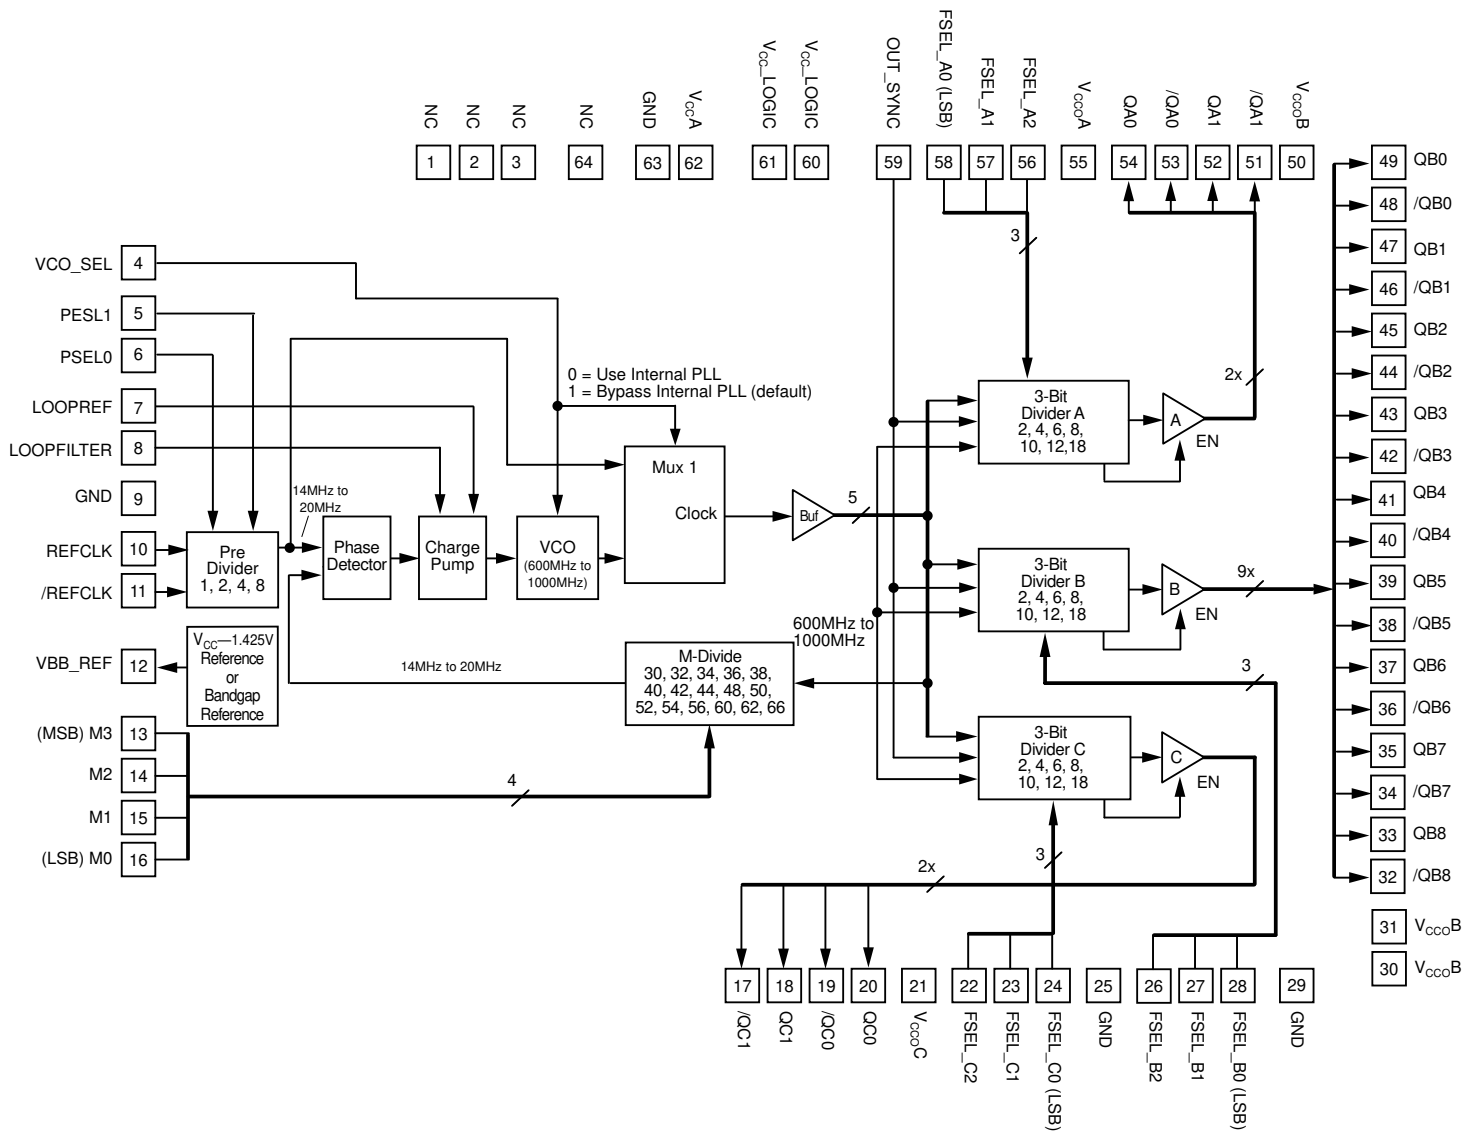 NC
NC
NC
NC
GND
V_CCA
V_CC_LOGIC
V_CC_LOGIC
OUT_SYNC
FSEL_A0 (LSB)
FSEL_A1
FSEL_A2
V_CCOA
QA0
/QA0
QA1
/QA1
V_CCOB
1
2
3
64
63
62
61
60
59
58
57
56
55
54
53
52
51
50
49 QB0
48 /QB0
47 QB1
46 /QB1
45 QB2
44 /QB2
43 QB3
42 /QB3
41 QB4
40 /QB4
39 QB5
38 /QB5
37 QB6
36 /QB6
35 QB7
34 /QB7
33 QB8
32 /QB8
31 V_CCOB
30 V_CCOB
VCO_SEL 4
PESL1 5
PSEL0 6
LOOPREF 7
LOOPFILTER 8
GND 9
REFCLK 10
/REFCLK 11
VBB_REF 12
(MSB) M3 13
M2 14
M1 15
(LSB) M0 16
Pre
Divider
1, 2, 4, 8
14MHz to
20MHz
Phase
Detector
Charge
Pump
VCO
(600MHz to
1000MHz)
0 = Use Internal PLL
1 = Bypass Internal PLL (default)
Mux 1
Clock
Buf
5
V_CC—1.425V
Reference
or
Bandgap
Reference
14MHz to 20MHz
600MHz to
1000MHz
M-Divide
30, 32, 34, 36, 38,
40, 42, 44, 48, 50,
52, 54, 56, 60, 62, 66
4
3
3-Bit
Divider A
2, 4, 6, 8,
10, 12,18
A
EN
2x
3-Bit
Divider B
2, 4, 6, 8,
10, 12, 18
B
EN
9x
3
3-Bit
Divider C
2, 4, 6, 8,
10, 12, 18
C
EN
3
2x
17
18
19
20
21
22
23
24
25
26
27
28
29
/QC1
QC1
/QC0
QC0
V_CCOC
FSEL_C2
FSEL_C1
FSEL_C0 (LSB)
GND
FSEL_B2
FSEL_B1
FSEL_B0 (LSB)
GND